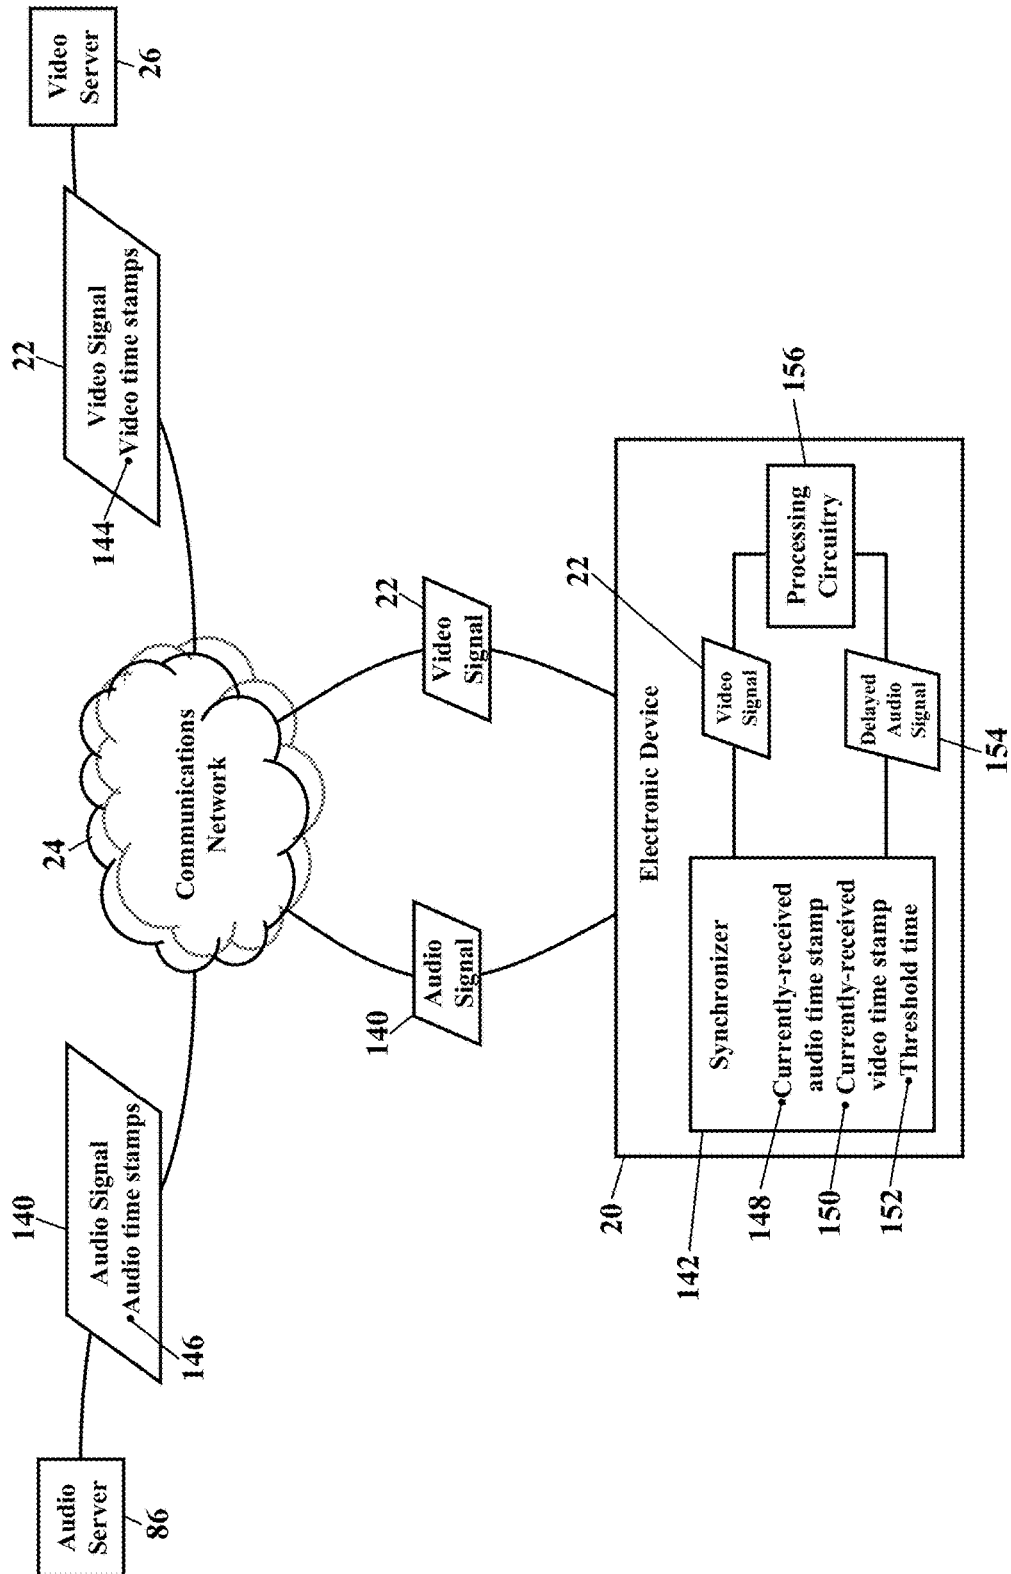 Audio
Server
86
140
Audio Signal
•Audio time stamps
146
24
Communications
Network
22
Video Signal
•Video time stamps
144
Video
Server
26
140
Audio
Signal
Video
Signal
22
20
Electronic Device
142
Synchronizer
148
•Currently-received
audio time stamp
150
•Currently-received
video time stamp
152
•Threshold time
22
Video
Signal
Delayed
Audio
Signal
154
Processing
Circuitry
156